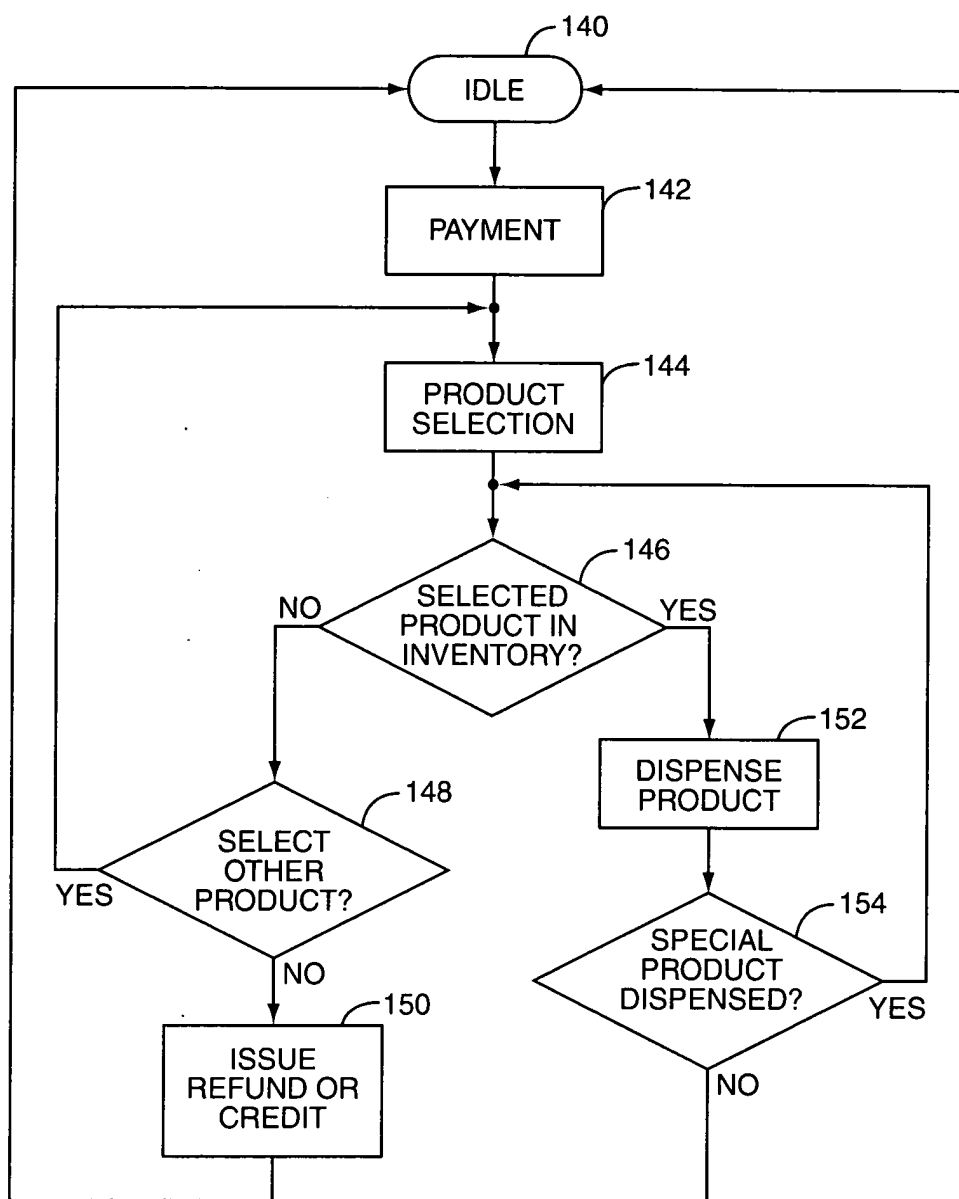 140
IDLE
142
PAYMENT
144
PRODUCT
SELECTION
146
NO
SELECTED
PRODUCT IN
INVENTORY?
YES
152
DISPENSE
PRODUCT
148
SELECT
OTHER
PRODUCT?
YES
NO
154
SPECIAL
PRODUCT
DISPENSED?
YES
NO
150
ISSUE
REFUND OR
CREDIT